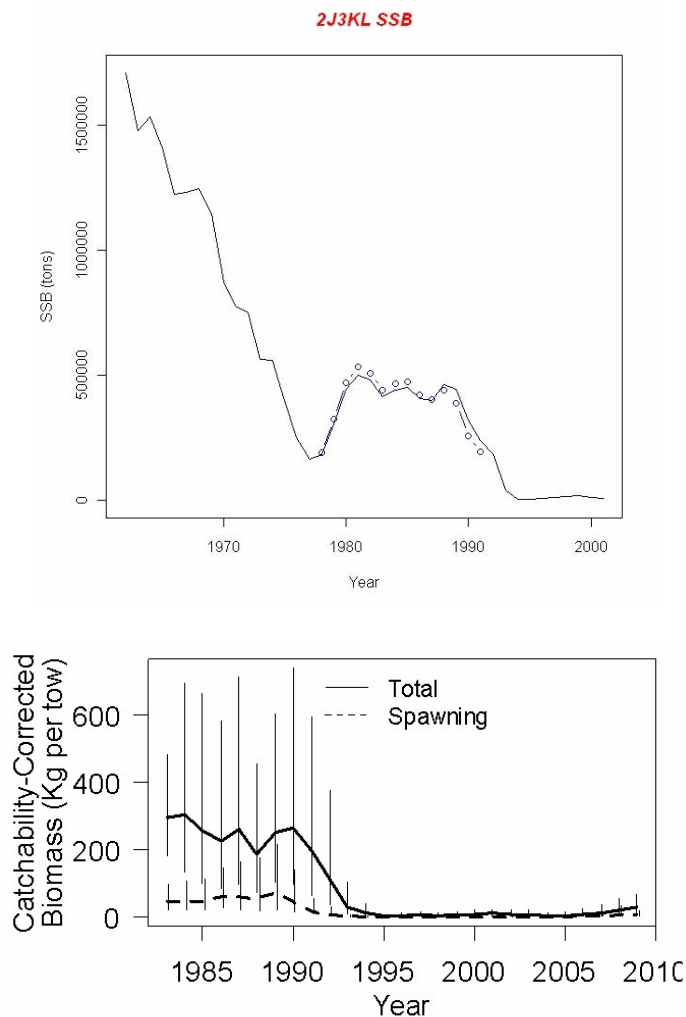 2J3KL SSB
SSB (tons)
1500000
1000000
500000
0
1970 1980 1990 2000
Year
Catchability-Corrected
Biomass (Kg per tow)
600
400
200
0
Total
Spawning
1985 1990 1995 2000 2005 2010
Year